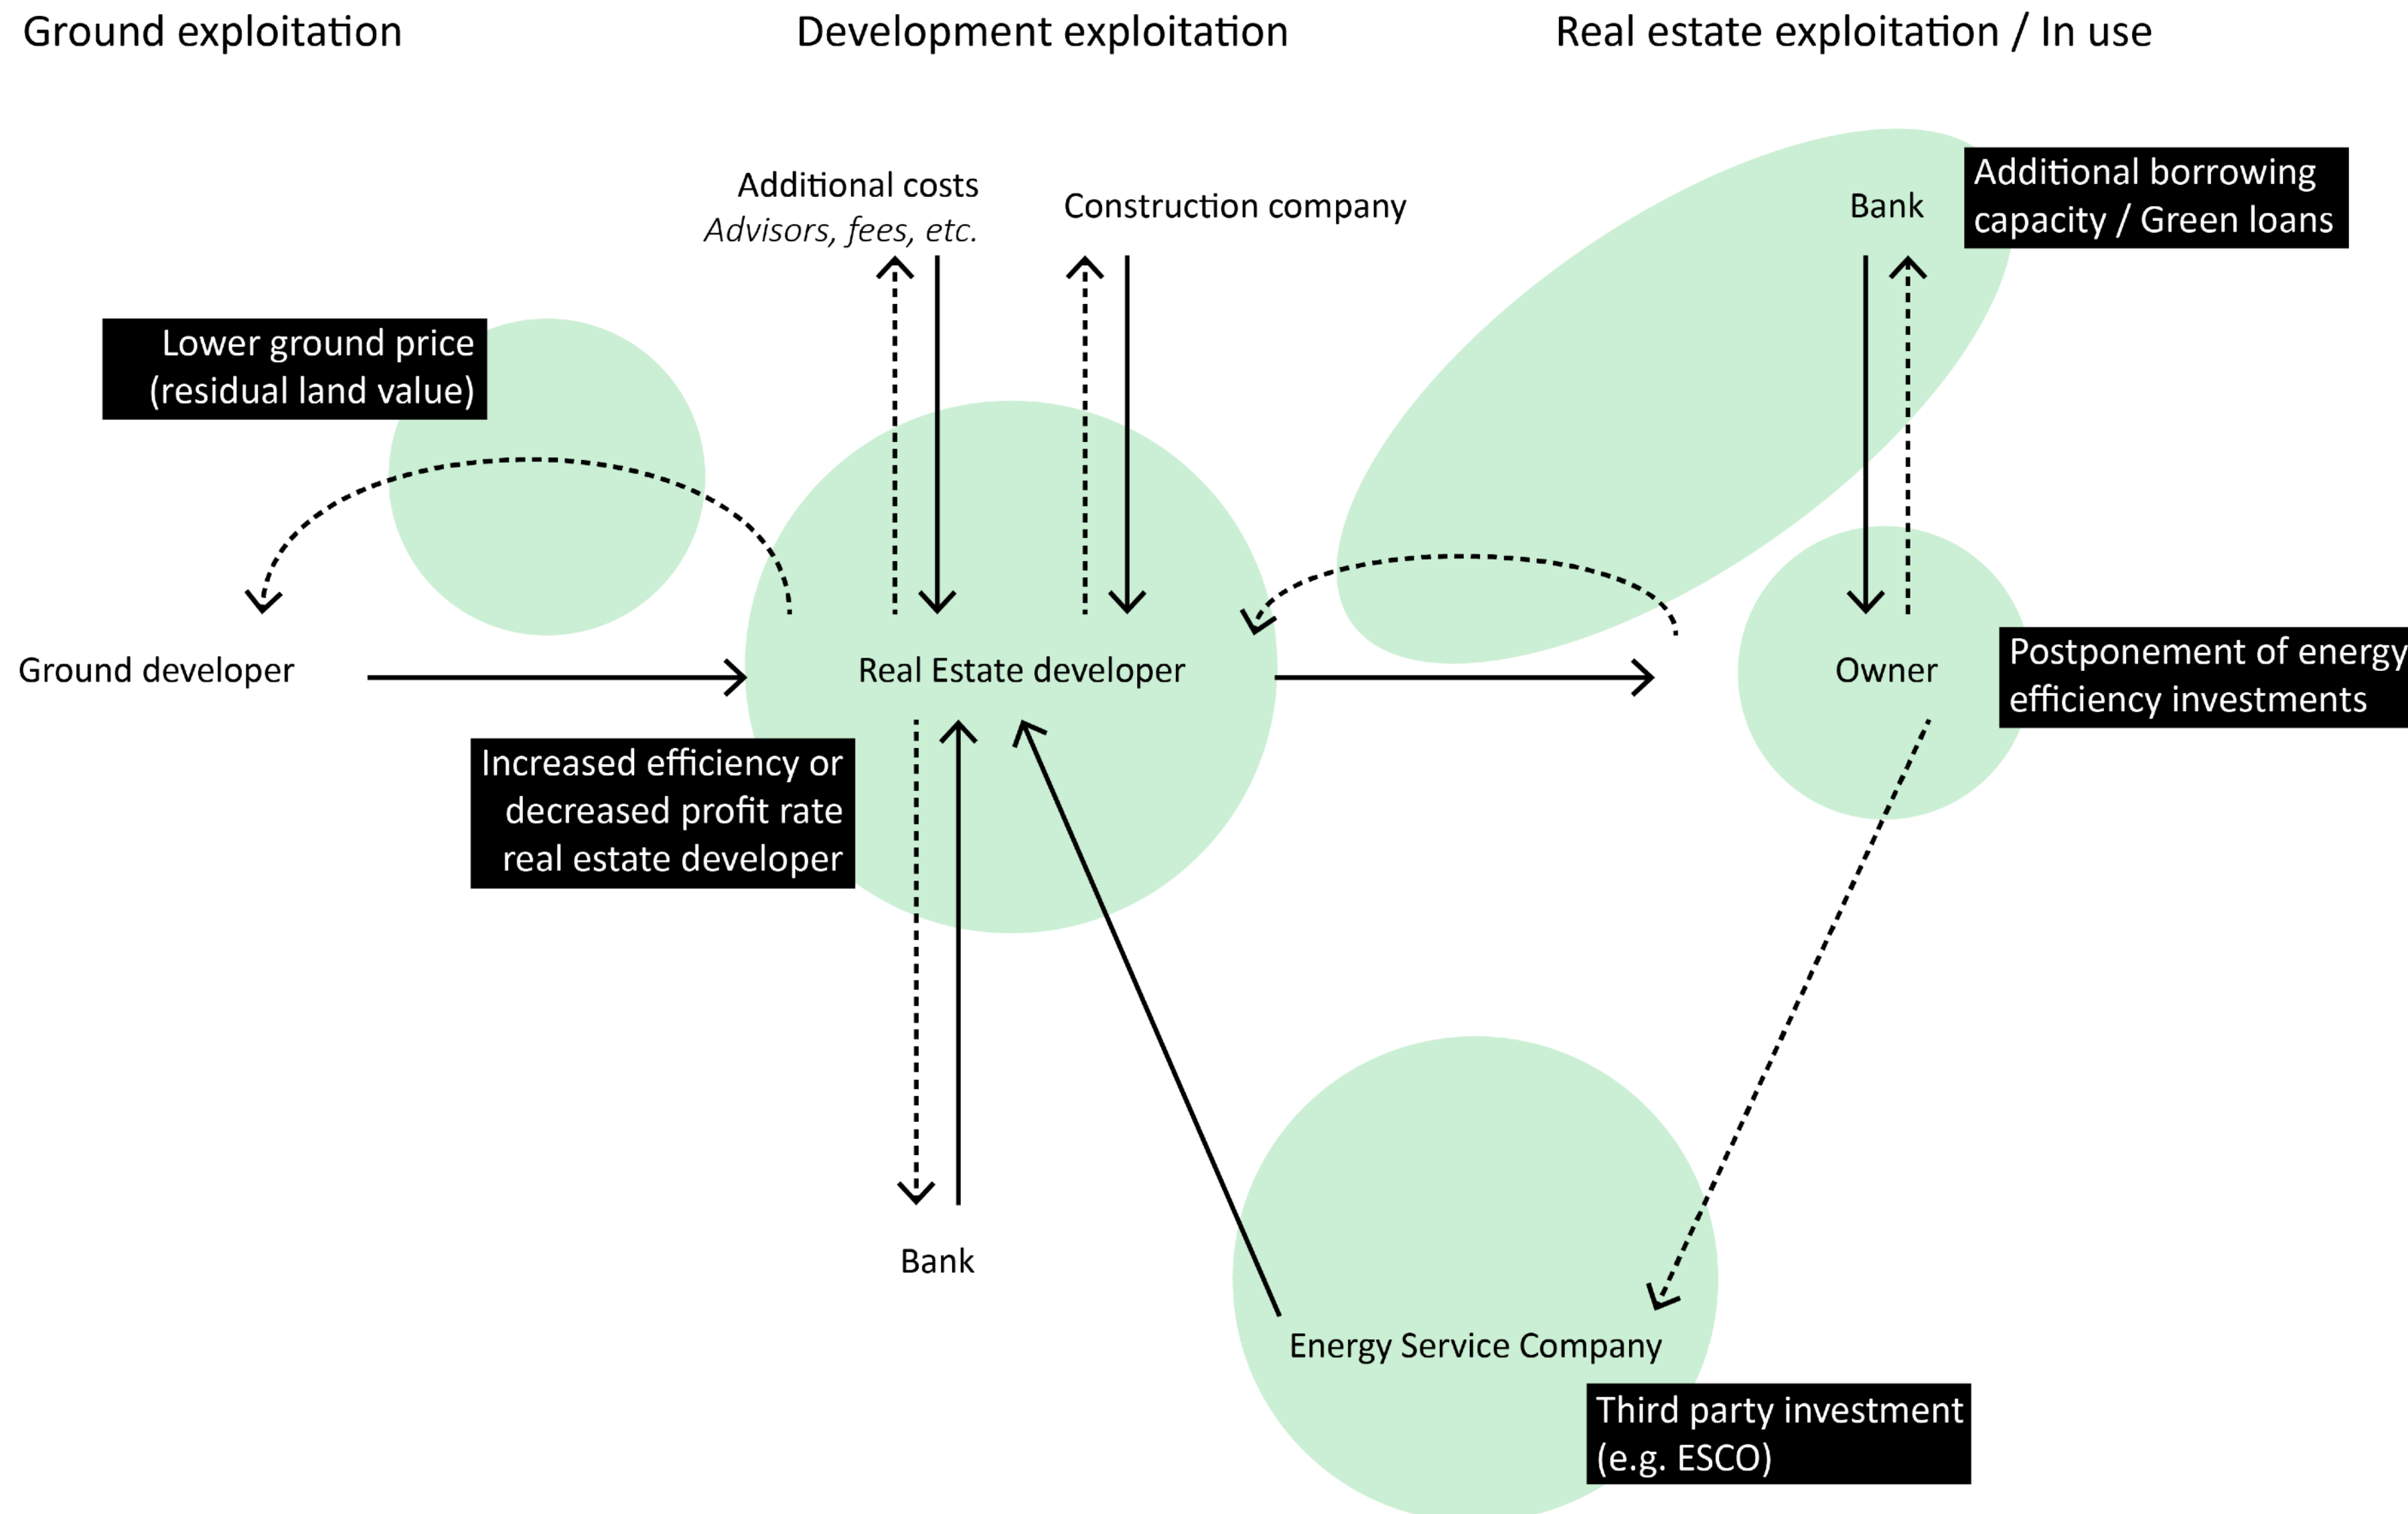 Ground exploitation
Development exploitation
Real estate exploitation / In use
Additional costs
Advisors, fees, etc.
Construction company
Bank
Additional borrowing
capacity / Green loans
Lower ground price
(residual land value)
Ground developer
Real Estate developer
Owner
Postponement of energy
efficiency investments
Increased efficiency or
decreased profit rate
real estate developer
Bank
Energy Service Company
Third party investment
(e.g. ESCO)